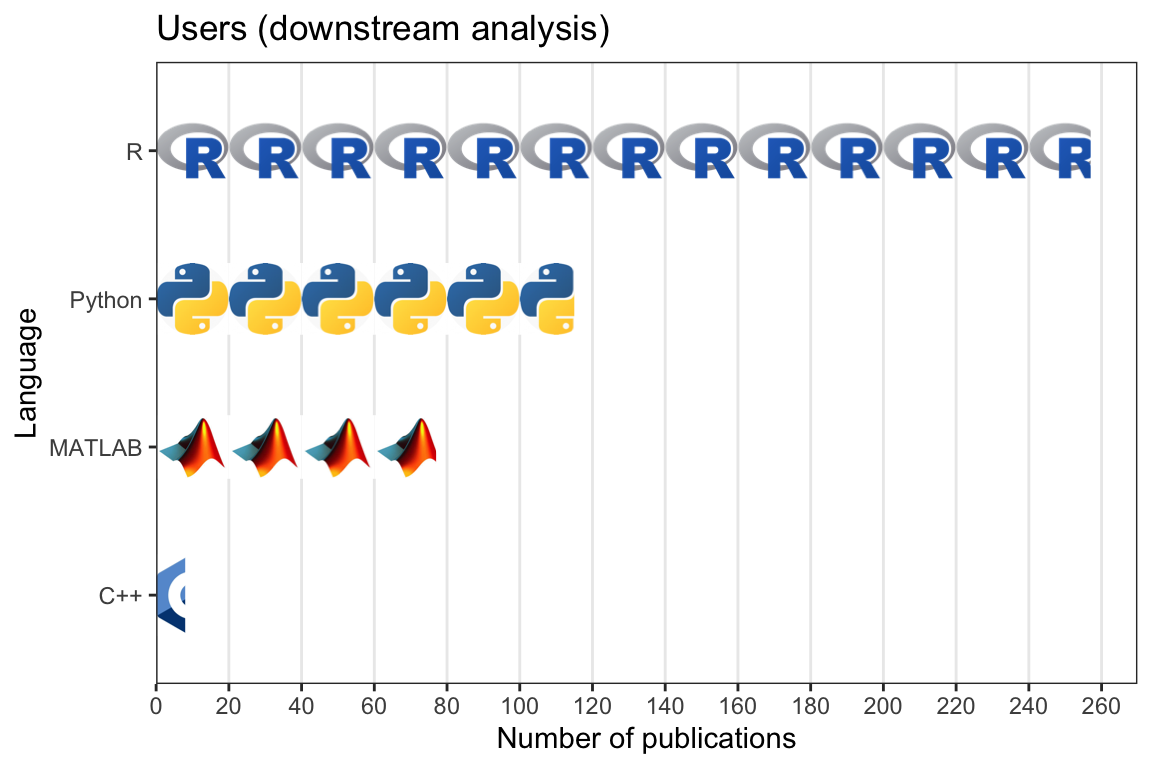 Users (downstream analysis)
R
Python
MATLAB
C++
Language
0 20 40 60 80 100 120 140 160 180 200 220 240 260
Number of publications
R R R R R R R R R R R R R